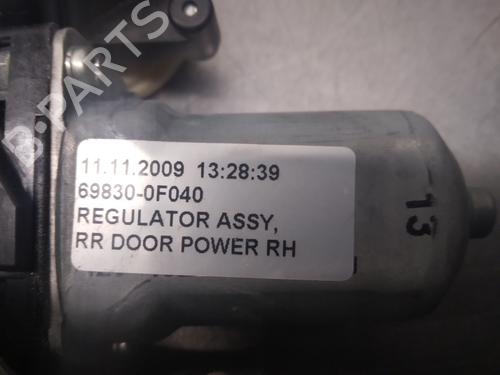 11.11.2009 13:28:39
69830-0F040
REGULATOR ASSY,
RR DOOR POWER RH
13
B-PARTS